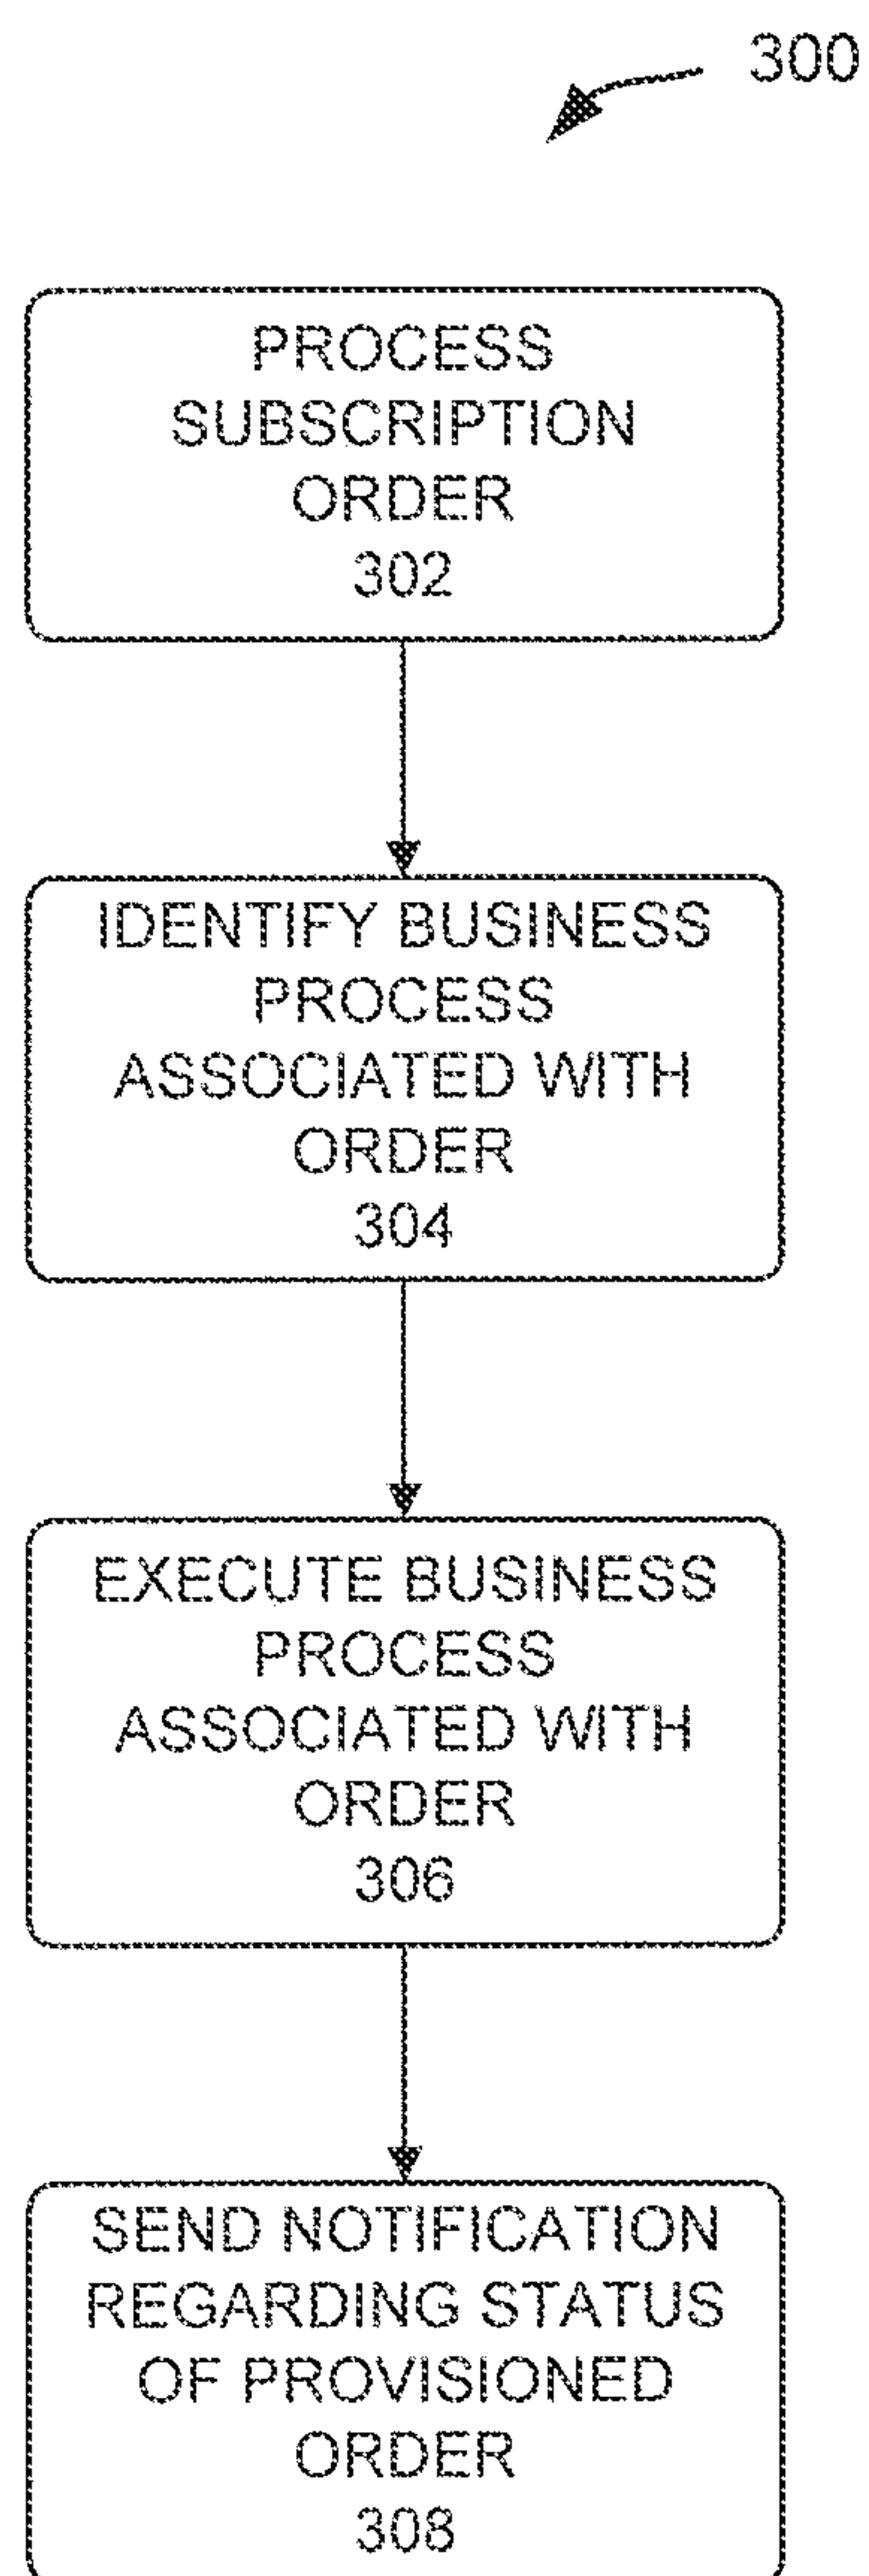 300
PROCESS
SUBSCRIPTION
ORDER
302
IDENTIFY BUSINESS
PROCESS
ASSOCIATED WITH
ORDER
304
EXECUTE BUSINESS
PROCESS
ASSOCIATED WITH
ORDER
306
SEND NOTIFICATION
REGARDING STATUS
OF PROVISIONED
ORDER
308